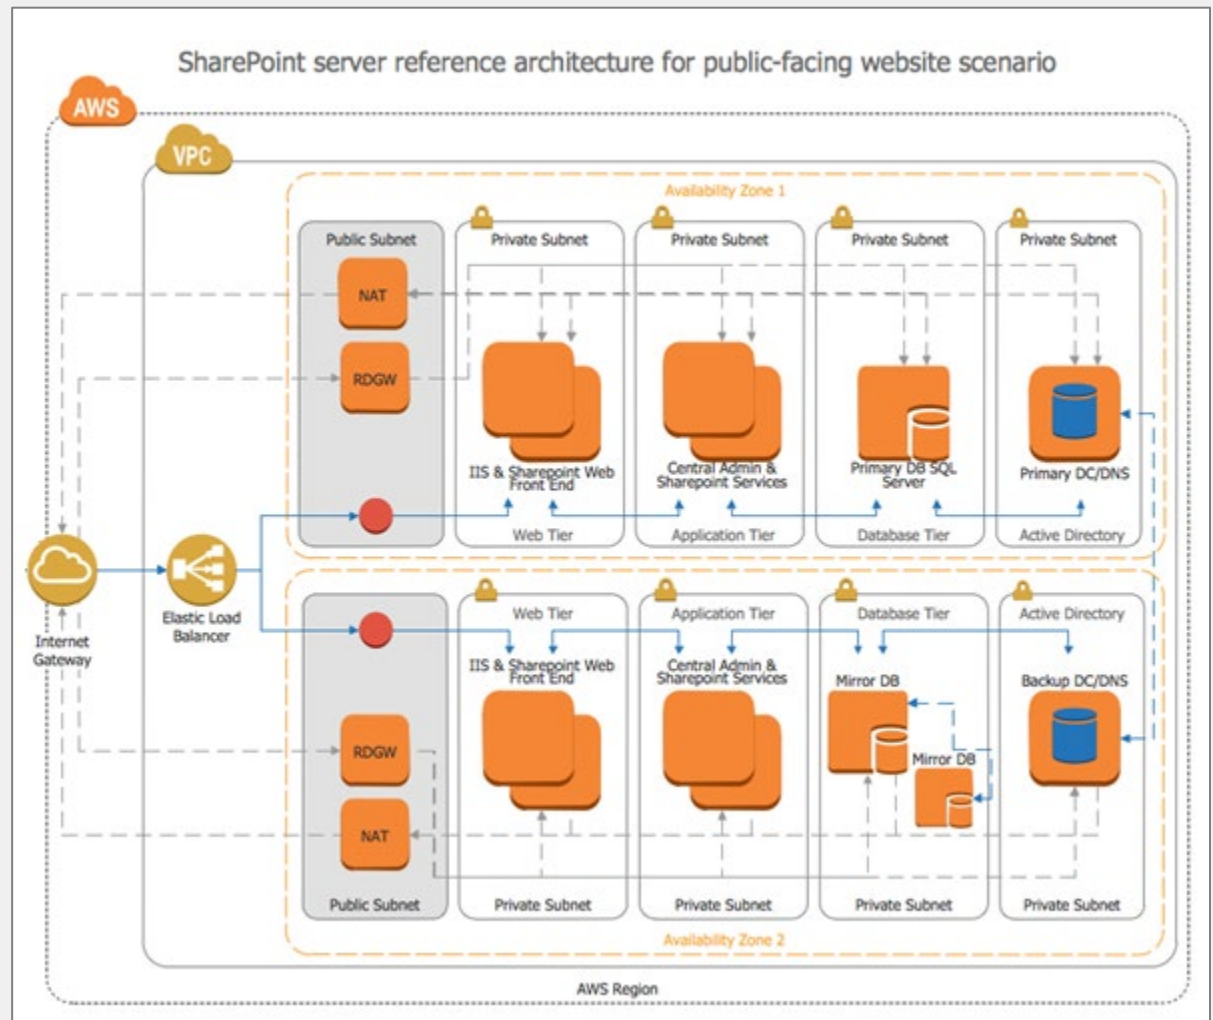 SharePoint server reference architecture for public-facing website scenario
AWS
VPC
Availability Zone 1
Public Subnet
Private Subnet
Private Subnet
Private Subnet
Private Subnet
NAT
RDGW
IIS & Sharepoint Web
Front End
Central Admin &
Sharepoint Services
Primary DB SQL
Server
Primary DC/DNS
Web Tier
Application Tier
Database Tier
Active Directory
Internet
Gateway
Elastic Load
Balancer
Web Tier
Application Tier
Database Tier
Active Directory
IIS & Sharepoint Web
Front End
Central Admin &
Sharepoint Services
Mirror DB
Backup DC/DNS
RDGW
Mirror DB
NAT
Public Subnet
Private Subnet
Private Subnet
Private Subnet
Private Subnet
Availability Zone 2
AWS Region